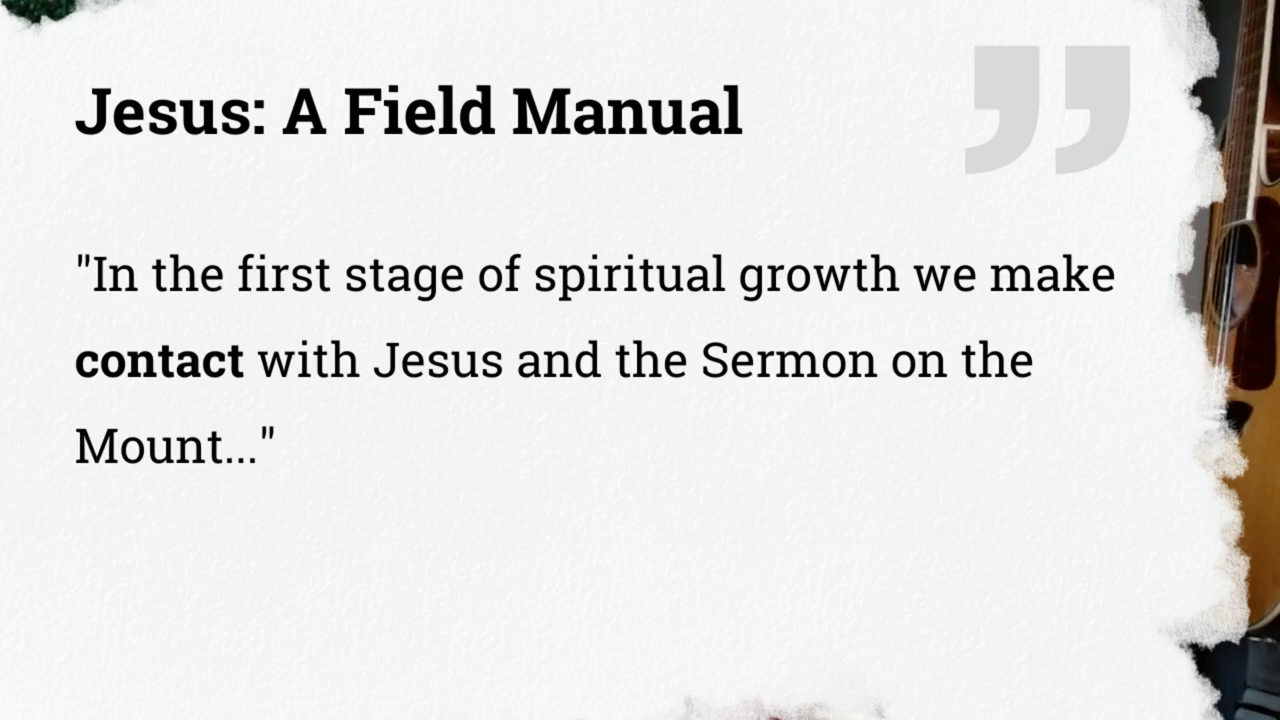 Jesus: A Field Manual
"In the first stage of spiritual growth we make
contact with Jesus and the Sermon on the
Mount..."